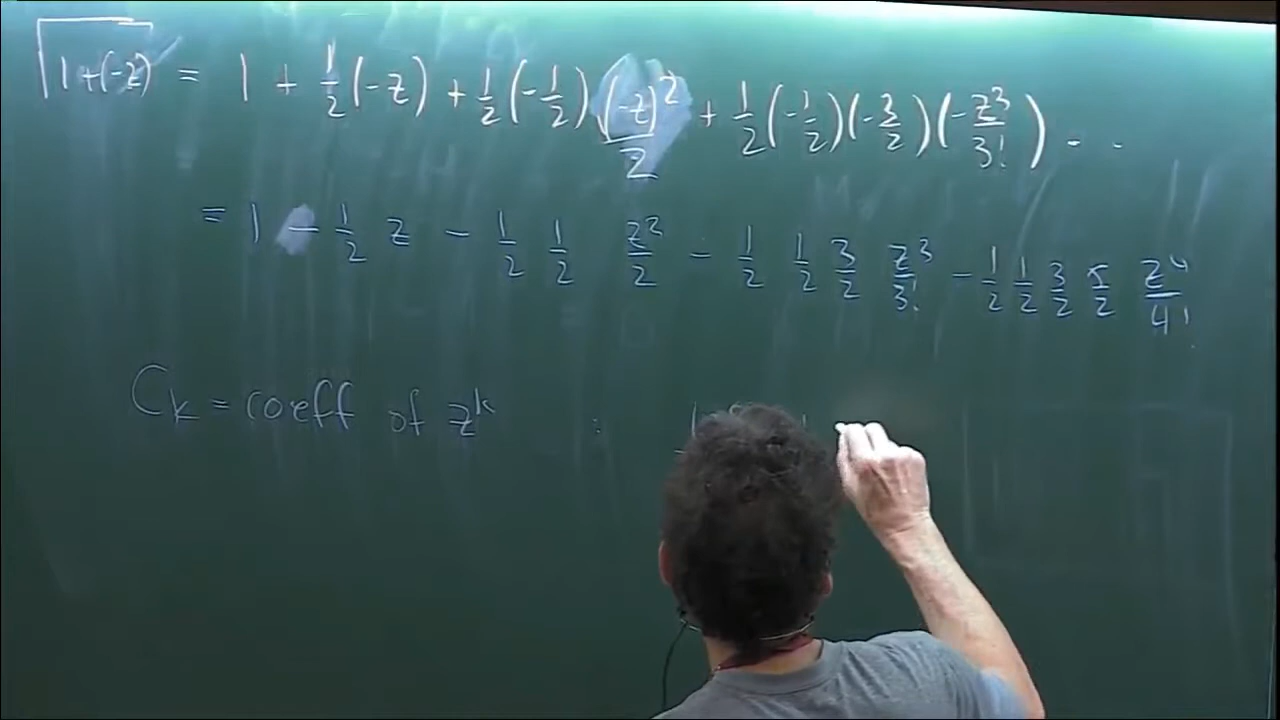 √(1+(-z)) = 1 + 1/2 (-z) + 1/2 (-1/2) (-z)²/2 + 1/2 (-1/2)(-3/2)(-z³/3!) - . .
= 1 - 1/2 z - 1/2 1/2 z²/2 - 1/2 1/2 3/2 z³/3! - 1/2 1/2 3/2 5/2 z⁴/4!
C_k = coeff of z^k :